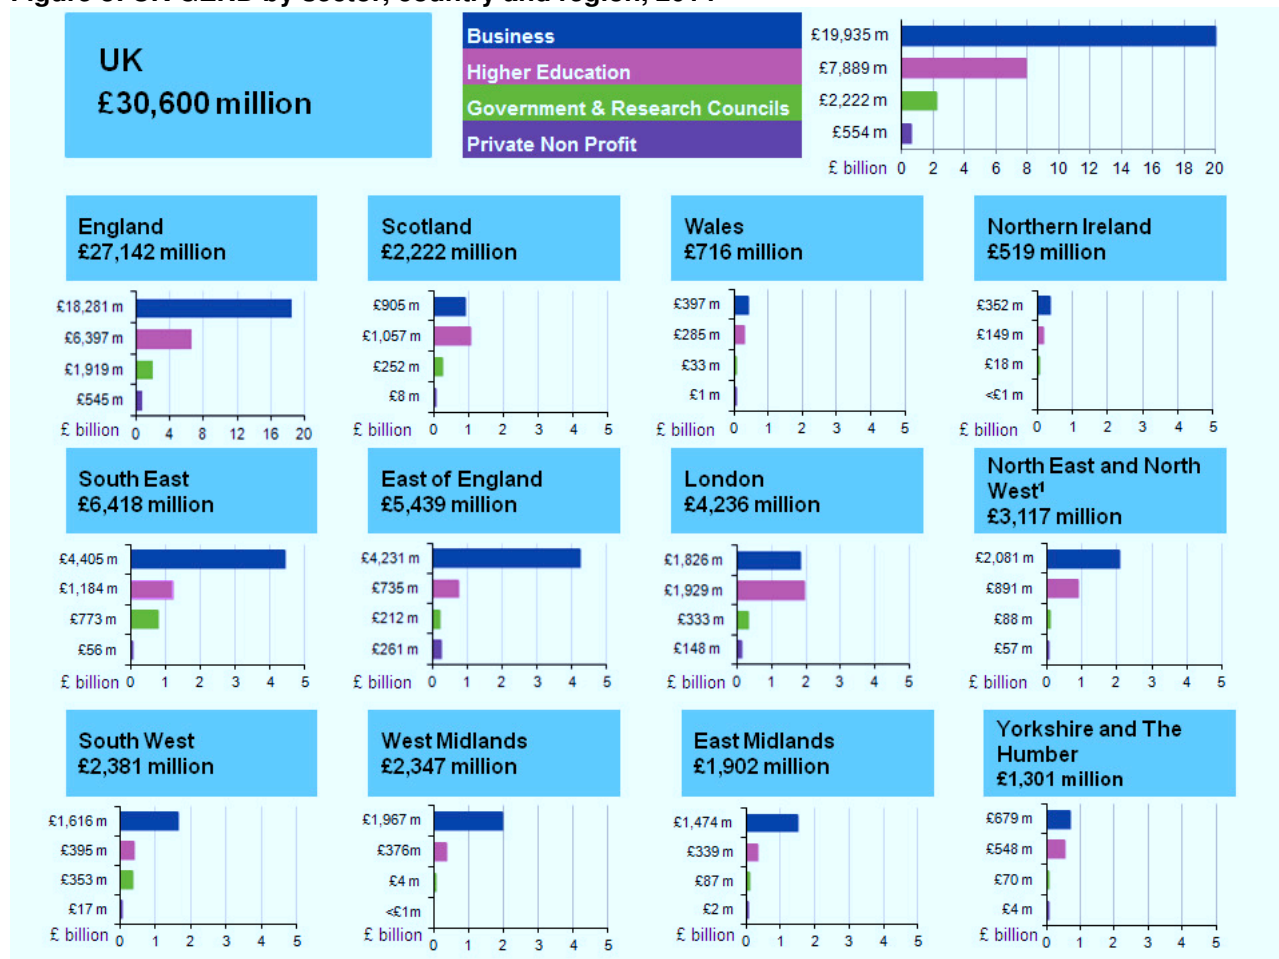 UK GERD by sector, country and region,
UK
£30,600 million
Business
Higher Education
Government & Research Councils
Private Non Profit
£19,935 m
£7,889 m
£2,222 m
£554 m
£ billion 0 2 4 6 8 10 12 14 16 18 20
England
£27,142 million
£18,281 m
£6,397 m
£1,919 m
£545 m
£ billion 0 4 8 12 16 20
Scotland
£2,222 million
£905 m
£1,057 m
£252 m
£8 m
£ billion 0 1 2 3 4 5
Wales
£716 million
£397 m
£285 m
£33 m
£1 m
£ billion 0 1 2 3 4 5
Northern Ireland
£519 million
£352 m
£149 m
£18 m
<£1 m
£ billion 0 1 2 3 4 5
South East
£6,418 million
£4,405 m
£1,184 m
£773 m
£56 m
£ billion 0 1 2 3 4 5
East of England
£5,439 million
£4,231 m
£735 m
£212 m
£261 m
£ billion 0 1 2 3 4 5
London
£4,236 million
£1,826 m
£1,929 m
£333 m
£148 m
£ billion 0 1 2 3 4 5
North East and North
West¹
£3,117 million
£2,081 m
£891 m
£88 m
£57 m
£ billion 0 1 2 3 4 5
South West
£2,381 million
£1,616 m
£395 m
£353 m
£17 m
£ billion 0 1 2 3 4 5
West Midlands
£2,347 million
£1,967 m
£376m
£4 m
<£1m
£ billion 0 1 2 3 4 5
East Midlands
£1,902 million
£1,474 m
£339 m
£87 m
£2 m
£ billion 0 1 2 3 4 5
Yorkshire and The
Humber
£1,301 million
£679 m
£548 m
£70 m
£4 m
£ billion 0 1 2 3 4 5